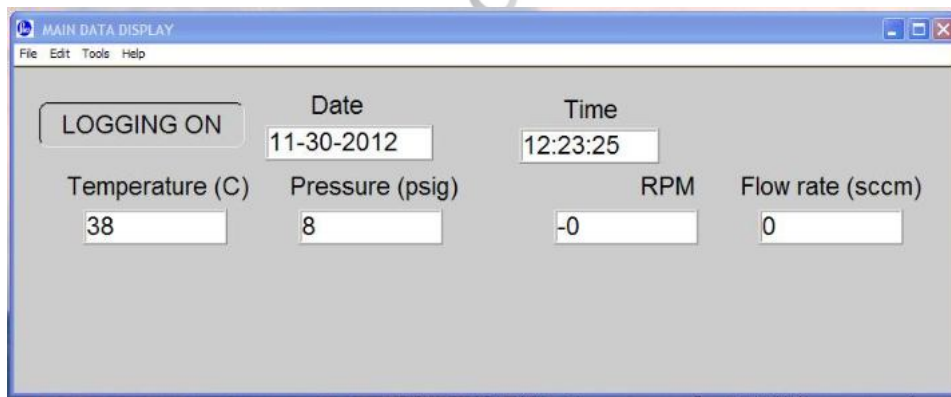 MAIN DATA DISPLAY
File Edit Tools Help
LOGGING ON
Date
Time
11-30-2012
12:23:25
Temperature (C)
Pressure (psig)
RPM
Flow rate (sccm)
38
8
-0
0